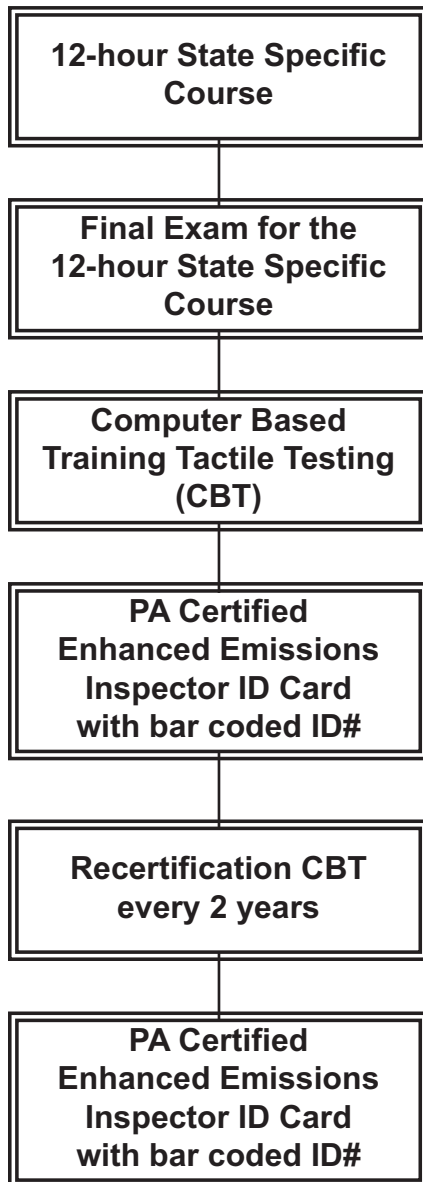 12-hour State Specific
Course
Final Exam for the
12-hour State Specific
Course
Computer Based
Training Tactile Testing
(CBT)
PA Certified
Enhanced Emissions
Inspector ID Card
with bar coded ID#
Recertification CBT
every 2 years
PA Certified
Enhanced Emissions
Inspector ID Card
with bar coded ID#